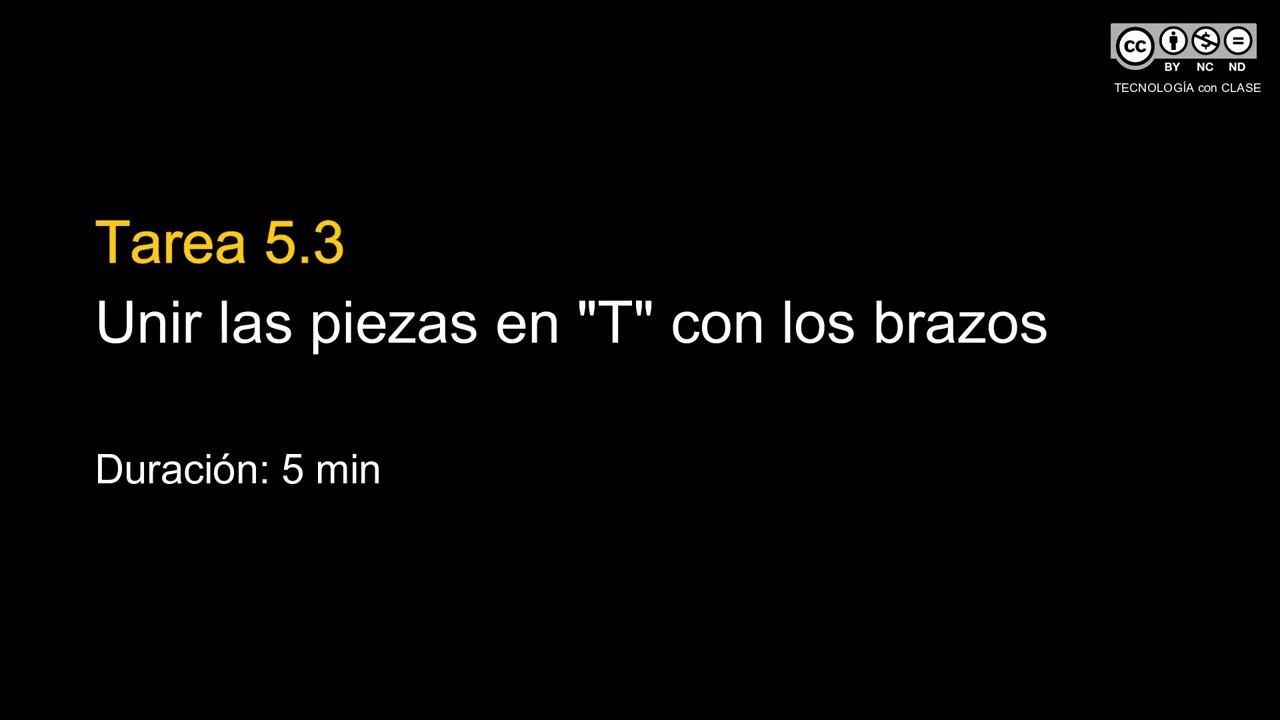 cc
BY NC ND
TECNOLOGÍA con CLASE
Tarea 5.3
Unir las piezas en "T" con los brazos
Duración: 5 min